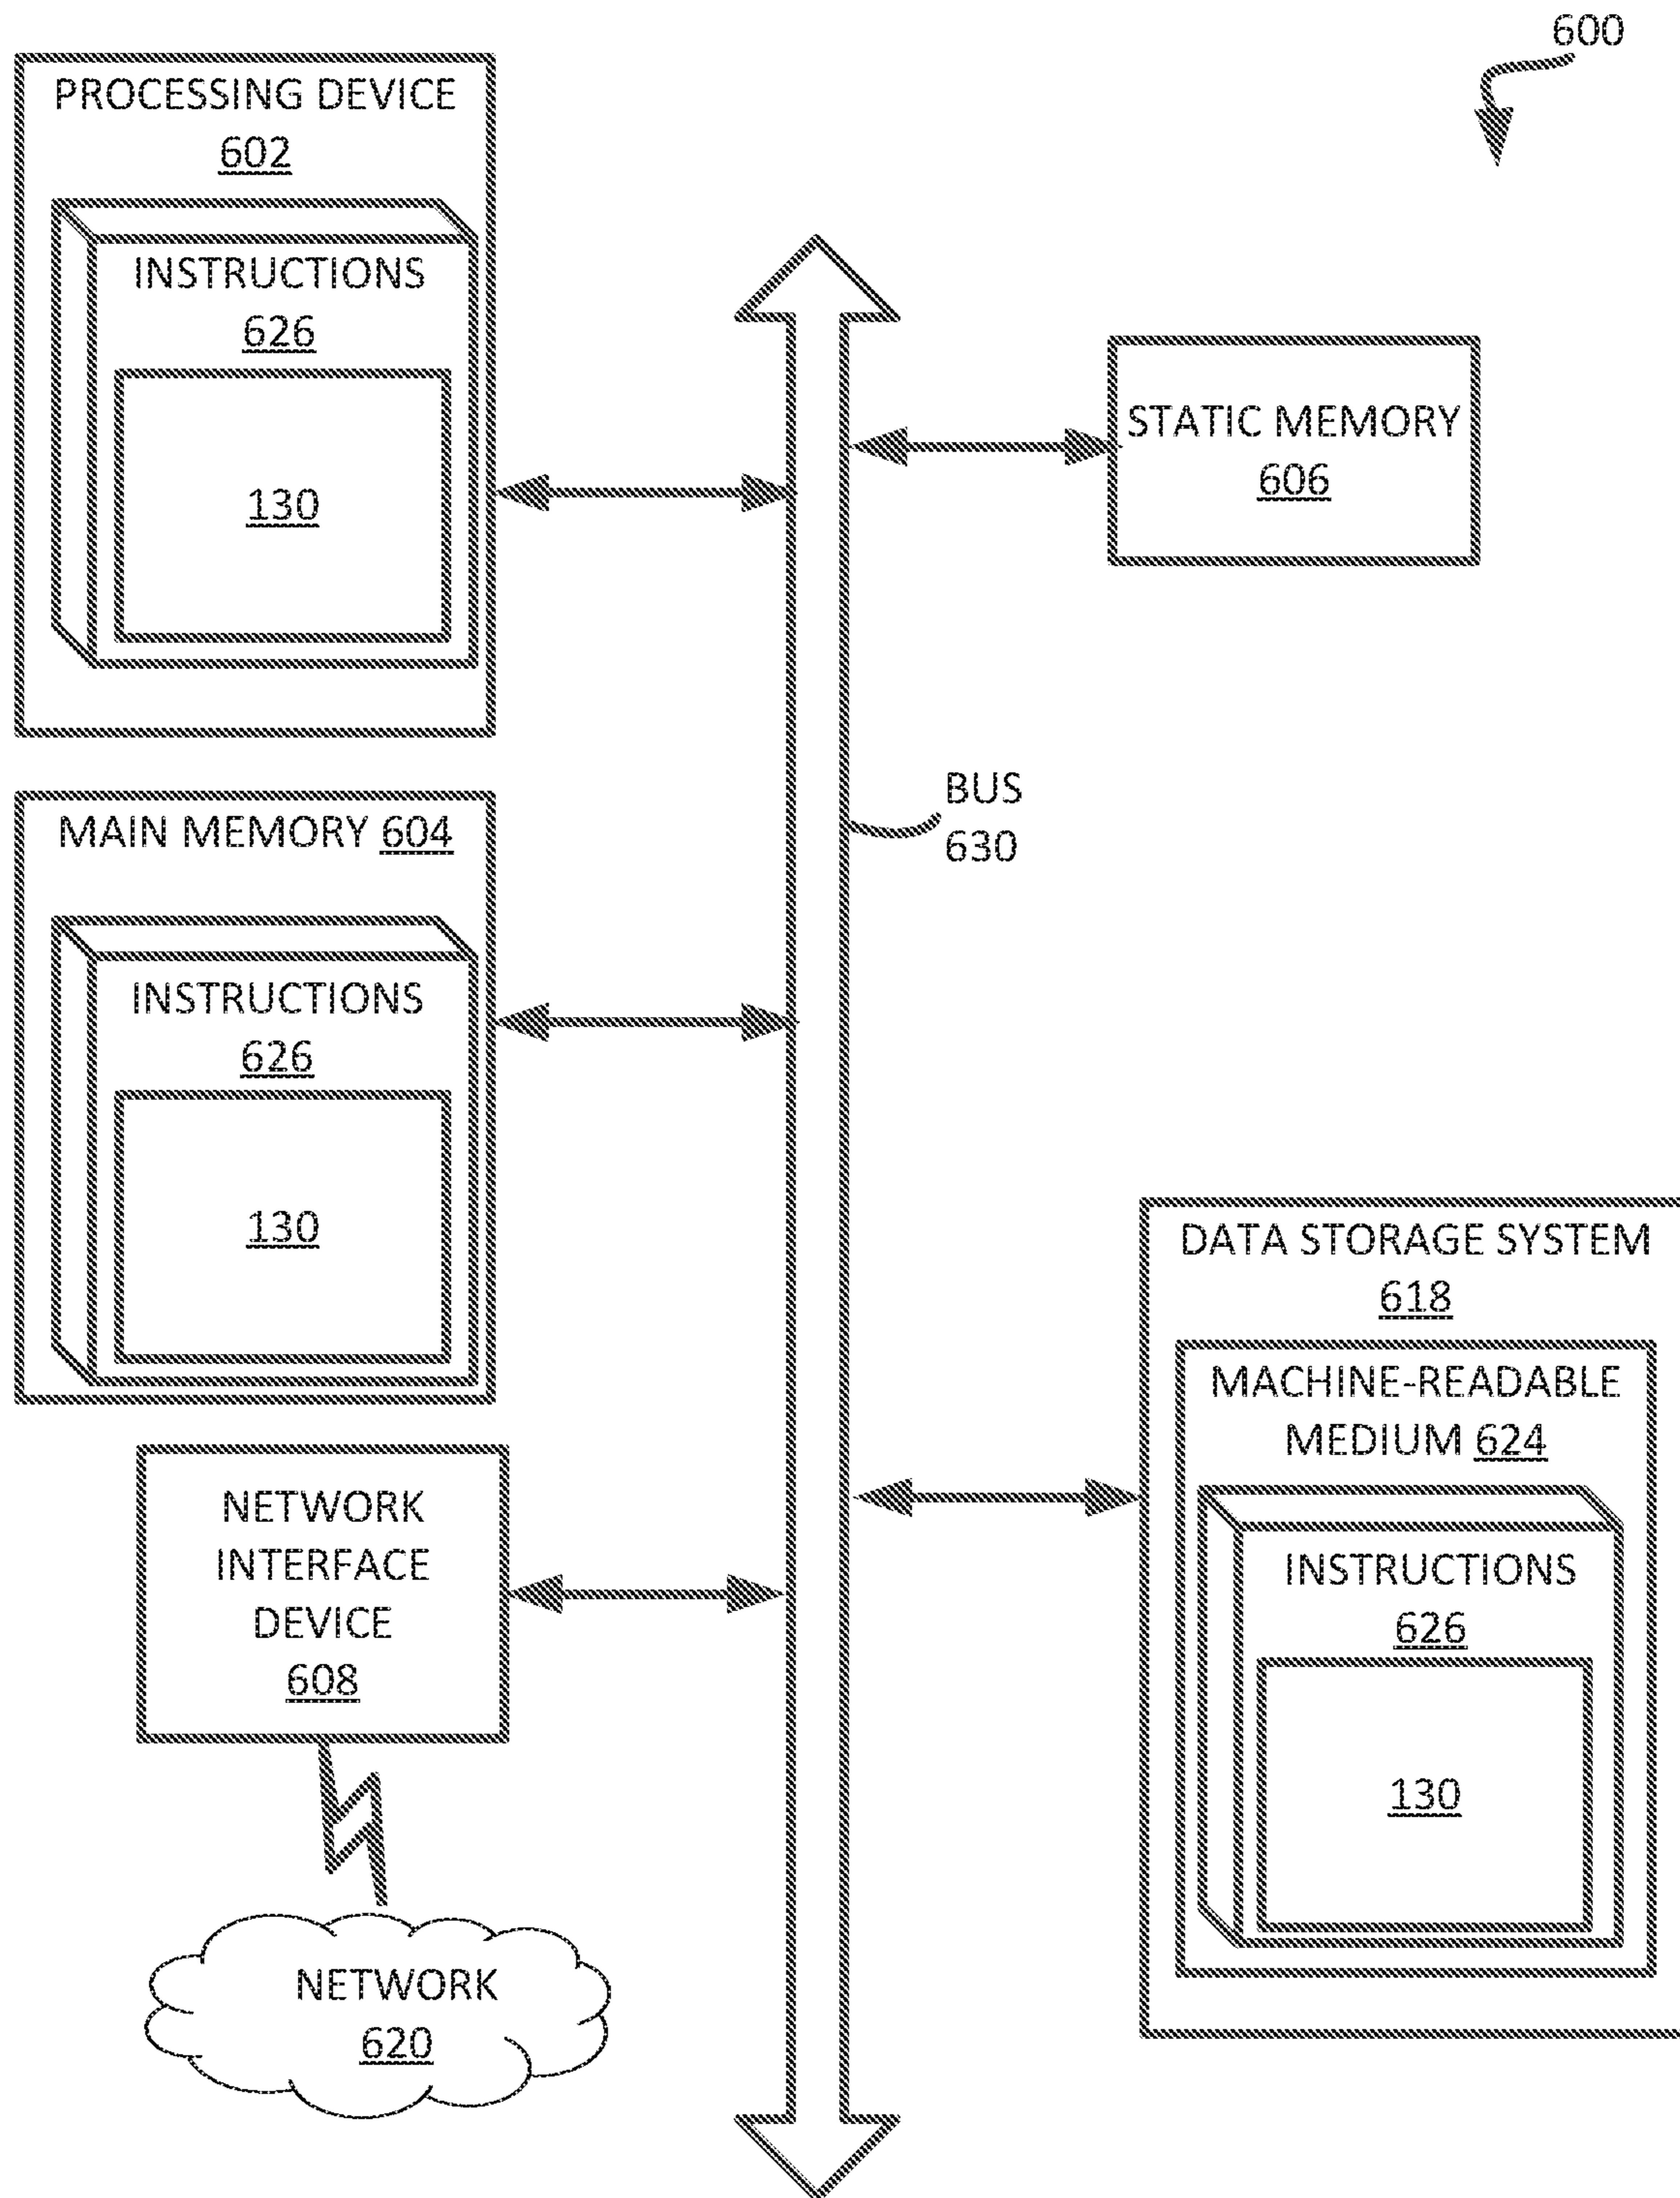 600
PROCESSING DEVICE
602
INSTRUCTIONS
626
130
STATIC MEMORY
606
BUS
630
MAIN MEMORY 604
INSTRUCTIONS
626
130
DATA STORAGE SYSTEM
618
MACHINE-READABLE
MEDIUM 624
INSTRUCTIONS
626
130
NETWORK
INTERFACE
DEVICE
608
NETWORK
620